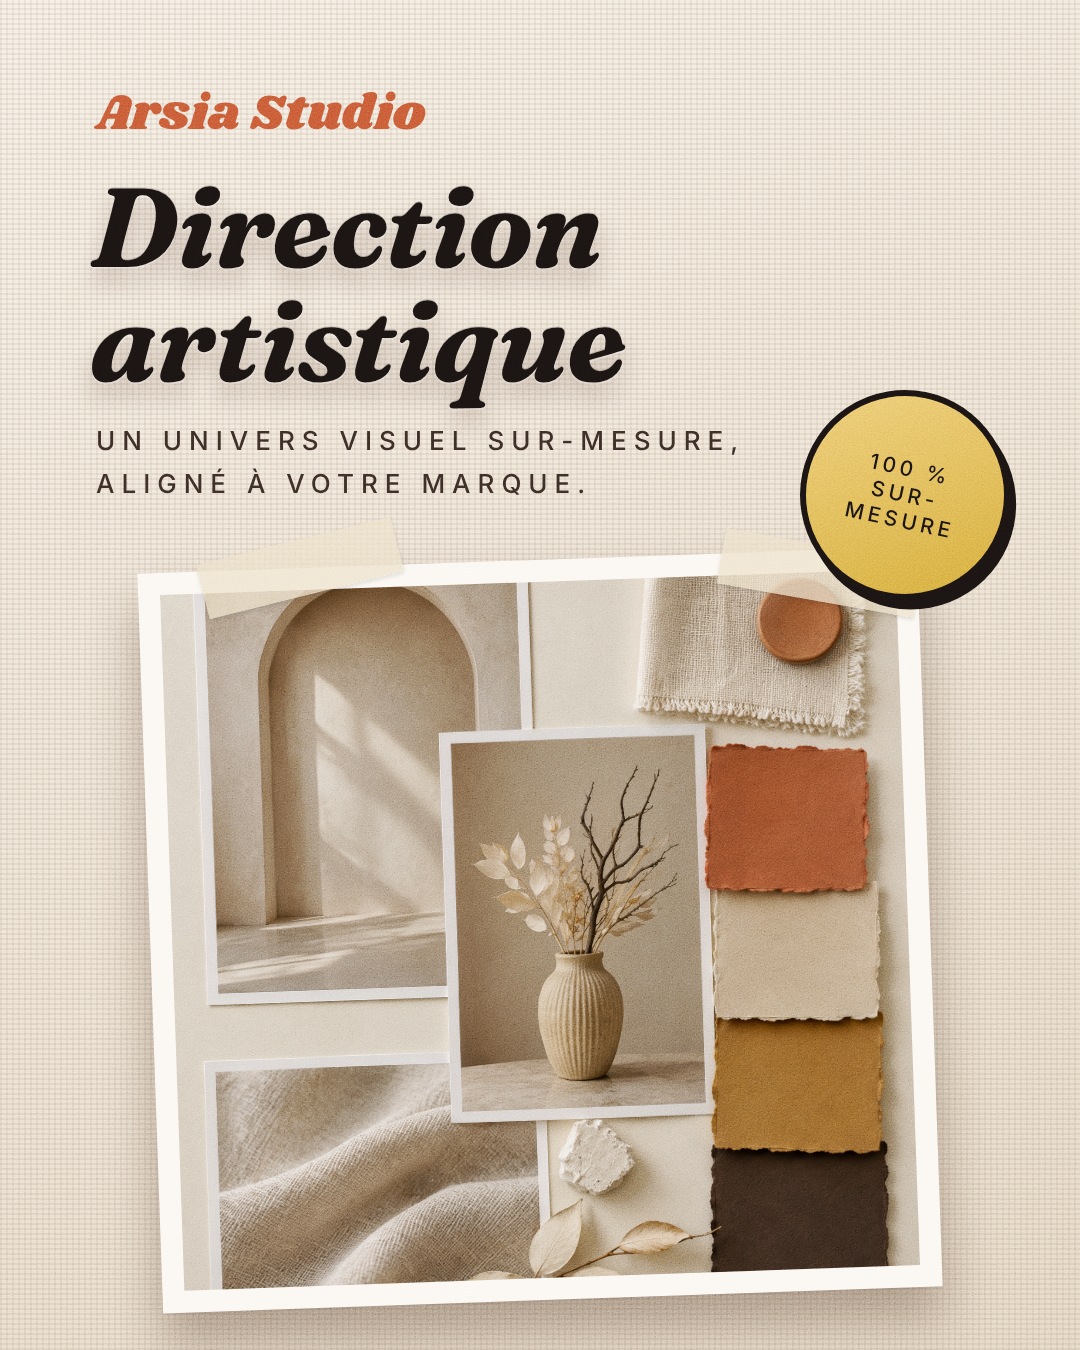 Arsia Studio
Direction
artistique
UN UNIVERS VISUEL SUR-MESURE,
ALIGNÉ À VOTRE MARQUE.
100 %
SUR-
MESURE